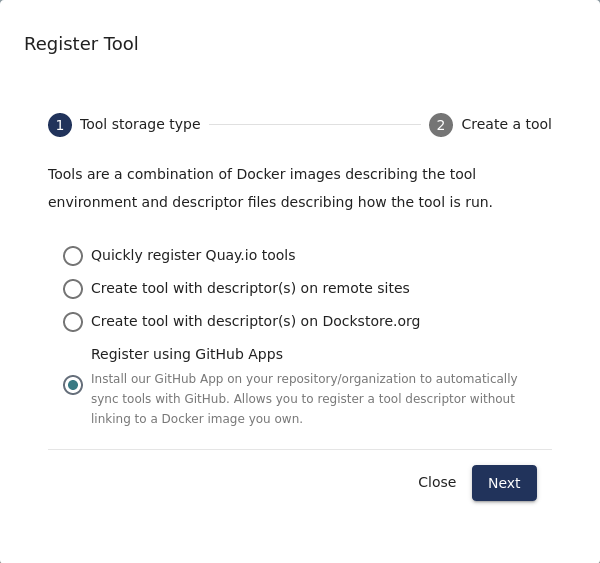 Register Tool
1 Tool storage type 2 Create a tool
Tools are a combination of Docker images describing the tool
environment and descriptor files describing how the tool is run.
Quickly register Quay.io tools
Create tool with descriptor(s) on remote sites
Create tool with descriptor(s) on Dockstore.org
Register using GitHub Apps
Install our GitHub App on your repository/organization to automatically
sync tools with GitHub. Allows you to register a tool descriptor without
linking to a Docker image you own.
Close Next